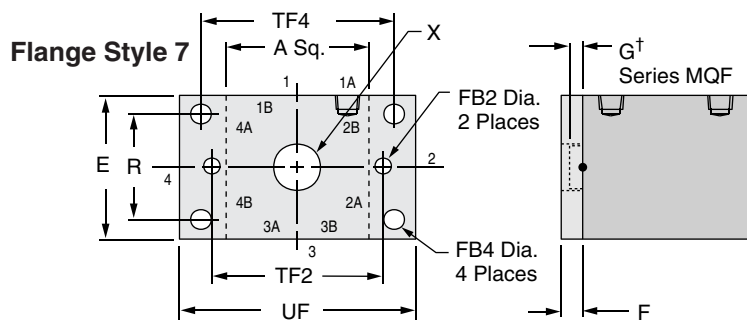 TF4
A Sq.
X
Flange Style 7
G†
Series MQF
1
1A
1B
FB2 Dia.
2 Places
4A
2B
E
R
2
4
4B
2A
3A
3B
3
FB4 Dia.
4 Places
TF2
UF
F